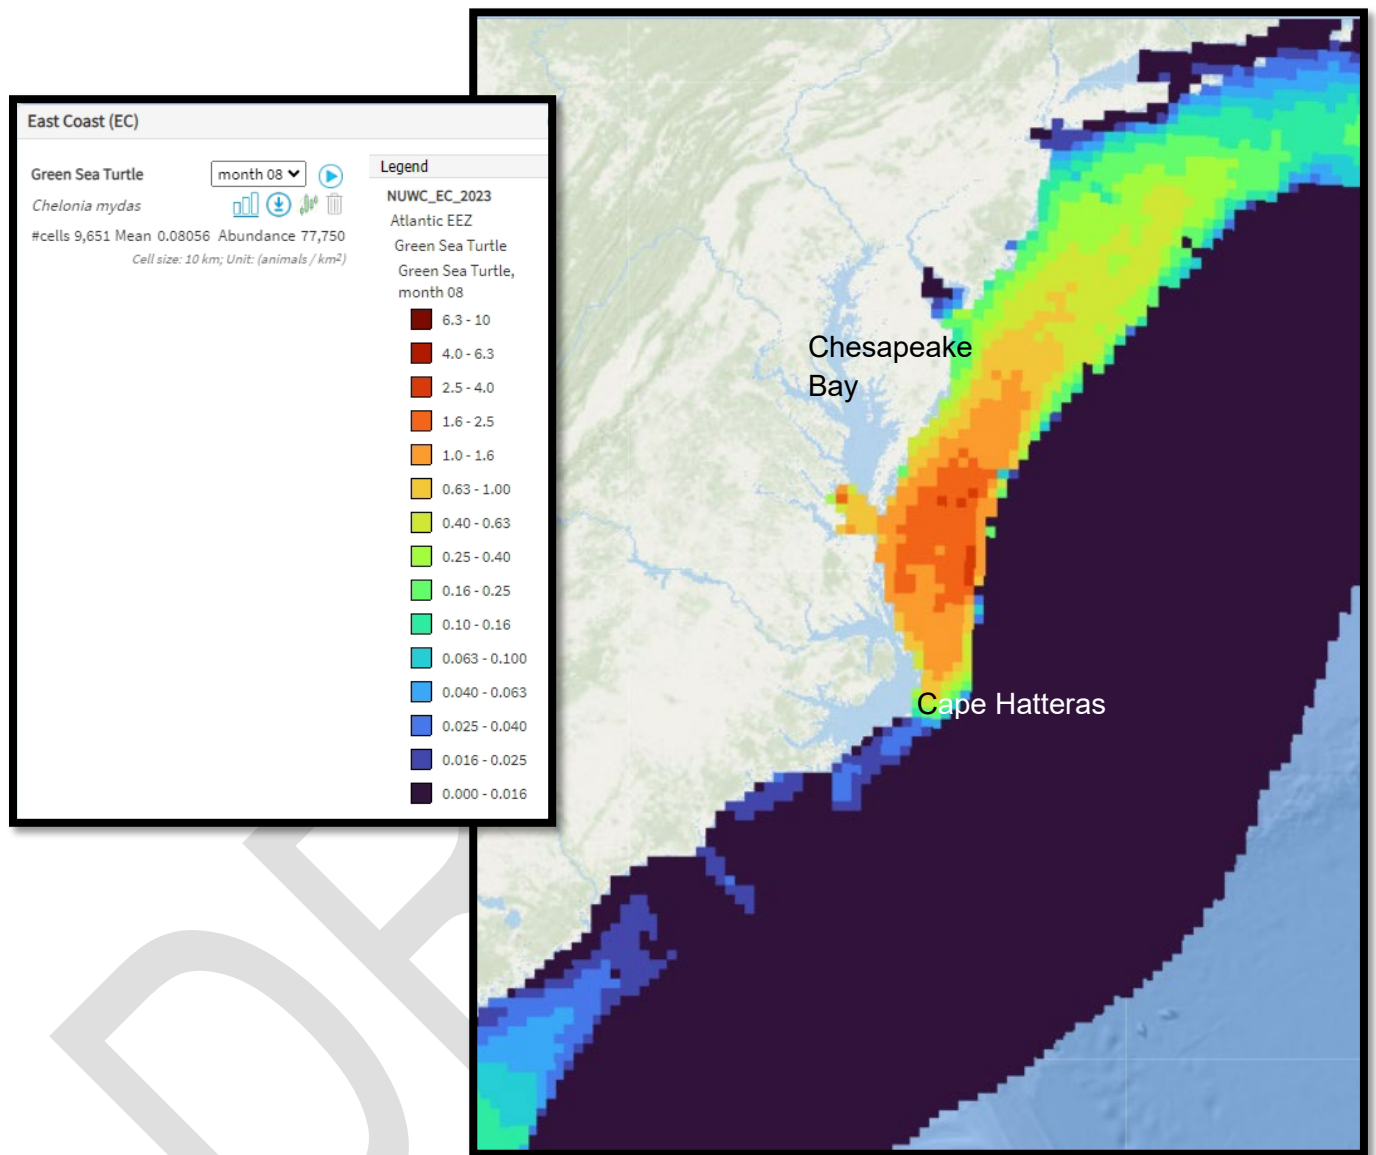 East Coast (EC)
Green Sea Turtle
month 08
Chelonia mydas
#cells 9,651 Mean 0.08056 Abundance 77,750
Cell size: 10 km; Unit: (animals / km²)
Legend
NUWC_EC_2023
Atlantic EEZ
Green Sea Turtle
Green Sea Turtle,
month 08
6.3 - 10
4.0 - 6.3
2.5 - 4.0
1.6 - 2.5
1.0 - 1.6
0.63 - 1.00
0.40 - 0.63
0.25 - 0.40
0.16 - 0.25
0.10 - 0.16
0.063 - 0.100
0.040 - 0.063
0.025 - 0.040
0.016 - 0.025
0.000 - 0.016
Chesapeake
Bay
Cape Hatteras